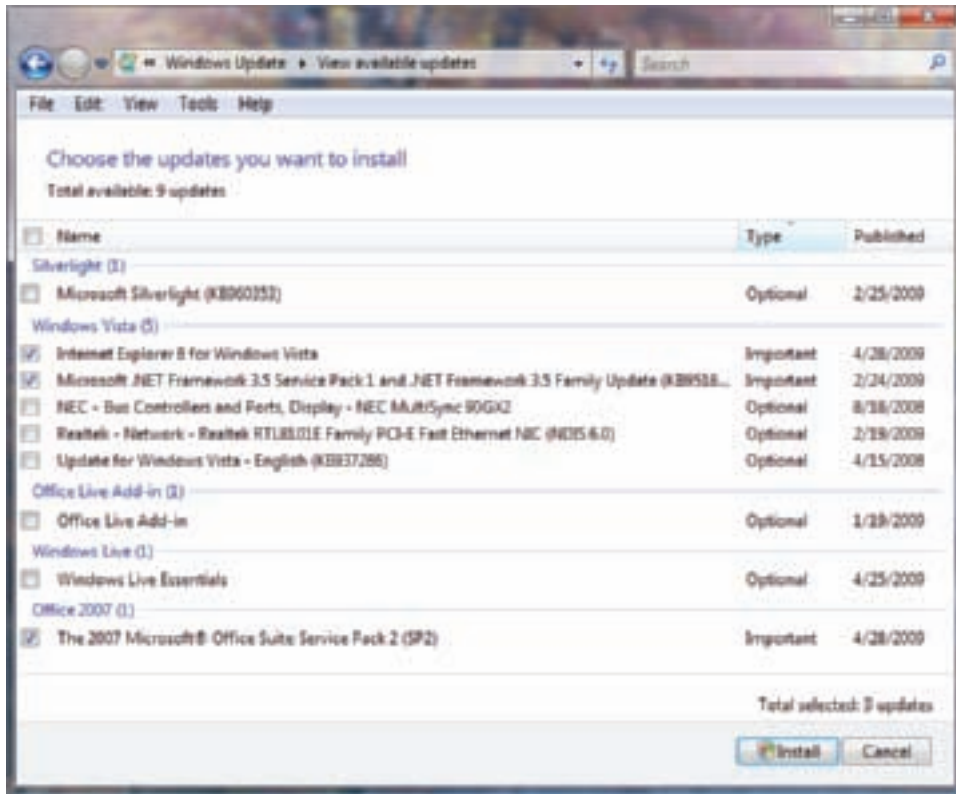 Windows Update ▸ View available updates
Search
File Edit View Tools Help
Choose the updates you want to install
Total available: 9 updates
Name Type Published
Silverlight (1)
Microsoft Silverlight (KB960353) Optional 2/25/2009
Windows Vista (5)
Internet Explorer 8 for Windows Vista Important 4/28/2009
Microsoft .NET Framework 3.5 Service Pack 1 and .NET Framework 3.5 Family Update (KB9516... Important 2/24/2009
NEC - Bus Controllers and Ports, Display - NEC MultiSync 90GX2 Optional 8/18/2008
Realtek - Network - Realtek RTL8101E Family PCI-E Fast Ethernet NIC (NDIS 6.0) Optional 2/19/2009
Update for Windows Vista - English (KB937286) Optional 4/15/2008
Office Live Add-in (1)
Office Live Add-in Optional 1/19/2009
Windows Live (1)
Windows Live Essentials Optional 4/25/2009
Office 2007 (1)
The 2007 Microsoft® Office Suite Service Pack 2 (SP2) Important 4/28/2009
Total selected: 3 updates
Install Cancel